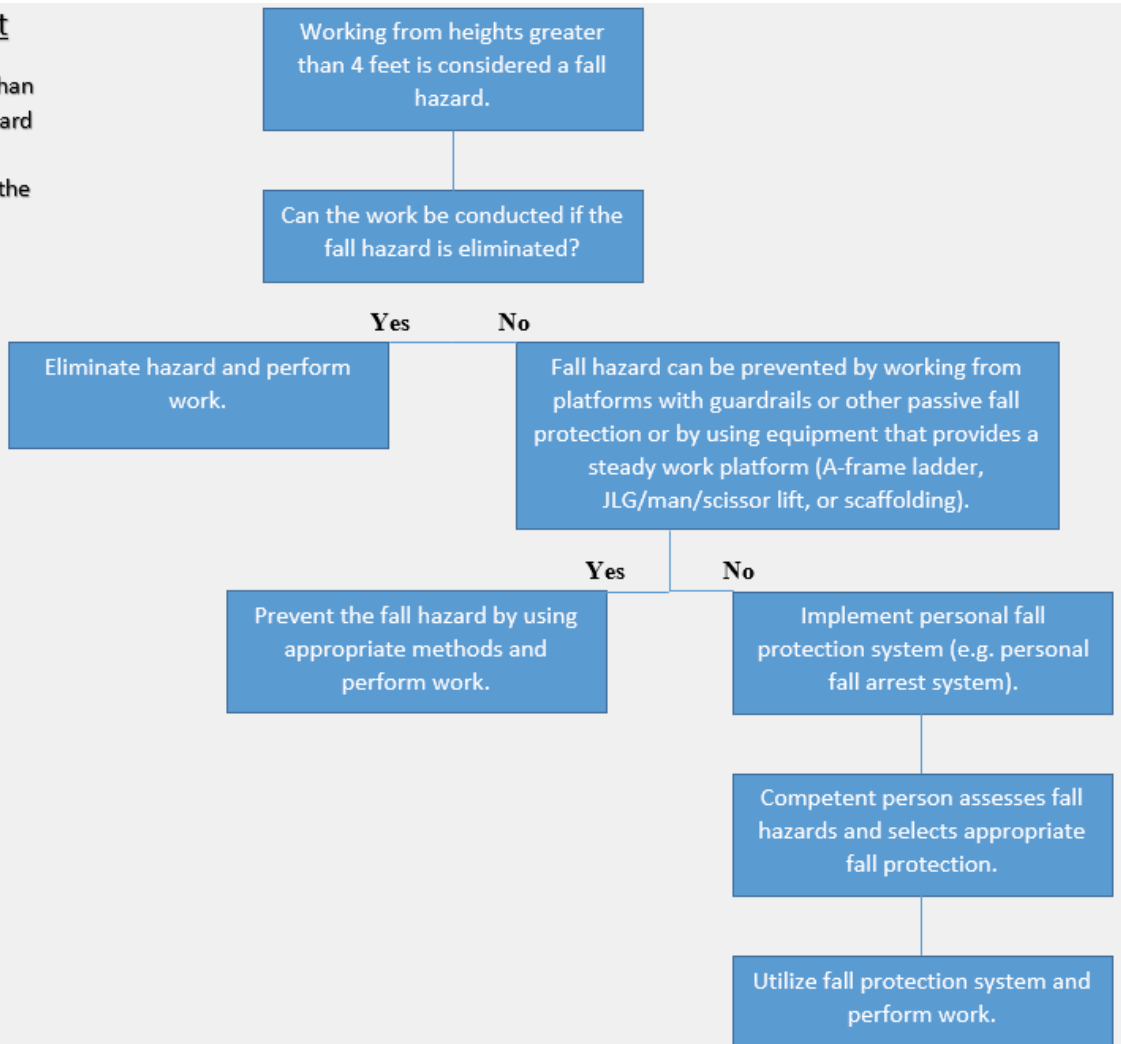 t
han
ard
the
Working from heights greater
than 4 feet is considered a fall
hazard.
Can the work be conducted if the
fall hazard is eliminated?
Yes
No
Eliminate hazard and perform
work.
Fall hazard can be prevented by working from
platforms with guardrails or other passive fall
protection or by using equipment that provides a
steady work platform (A-frame ladder,
JLG/man/scissor lift, or scaffolding).
Yes
No
Prevent the fall hazard by using
appropriate methods and
perform work.
Implement personal fall
protection system (e.g. personal
fall arrest system).
Competent person assesses fall
hazards and selects appropriate
fall protection.
Utilize fall protection system and
perform work.